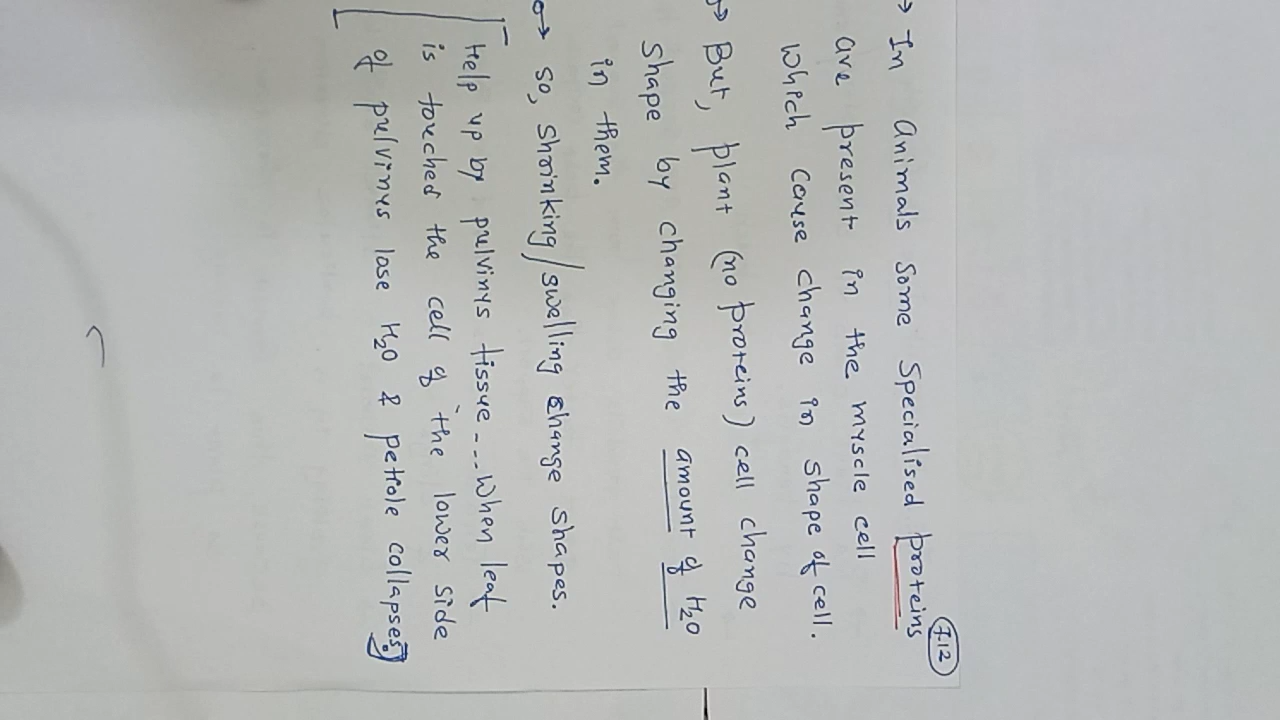 7.12
→ In animals some specialised proteins
are present in the muscle cell
which cause change in shape of cell.
→ But, plant (no proteins) cell change
shape by changing the amount of H₂O
in them.
→ so, shrinking/swelling change shapes.
[Help up by pulvinus tissue --- When leaf
is touched the cell of the lower side
of pulvinus lose H₂O & petiole collapses.]